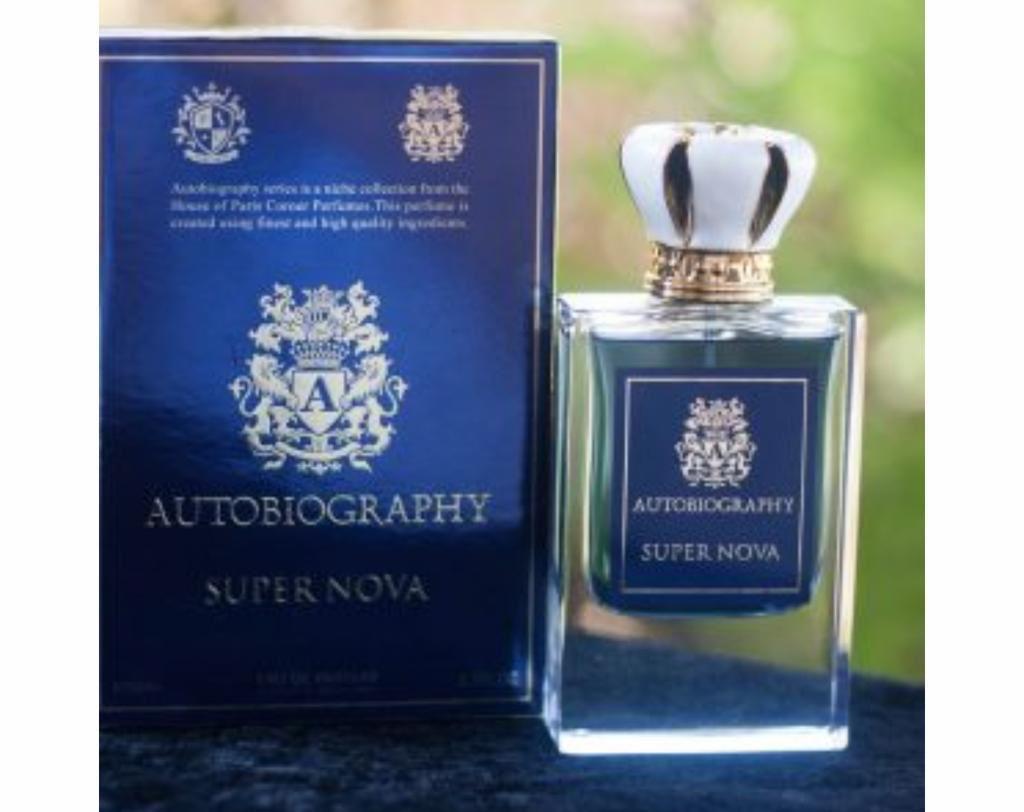 Autobiography series is a niche collection from the
House of Paris Corner Perfumes.This perfume is
created using finest and high quality ingredients.
A
AUTOBIOGRAPHY
SUPER NOVA
EAU DE PARFUM
AUTOBIOGRAPHY
SUPER NOVA